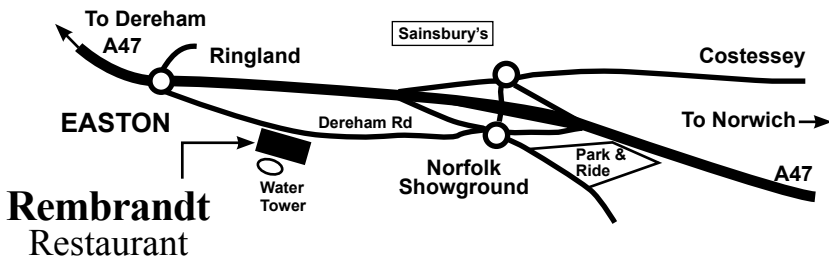 To Dereham
A47
Ringland
Sainsbury's
Costessey
EASTON
Dereham Rd
To Norwich
Water
Tower
Norfolk
Showground
Park &
Ride
A47
Rembrandt
Restaurant